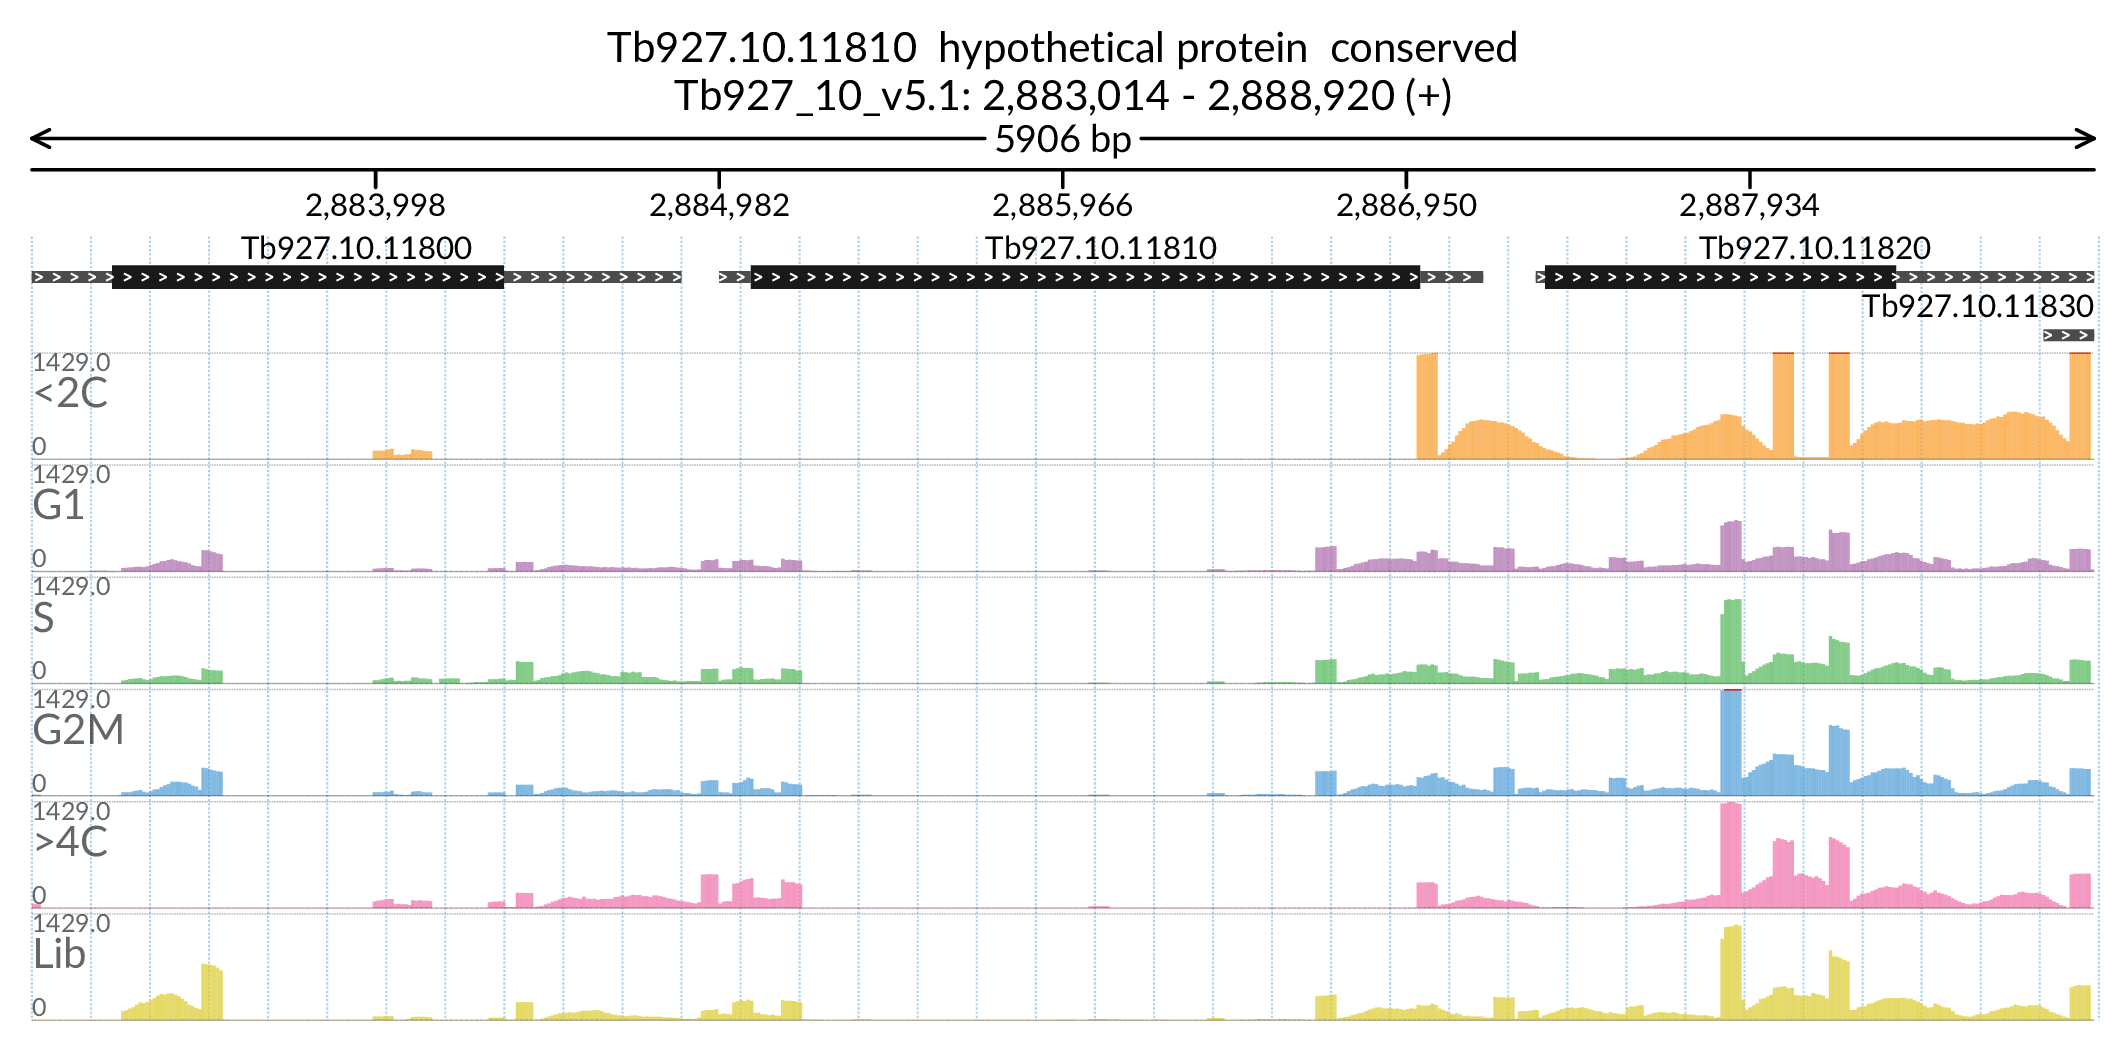 Tb927.10.11810  hypothetical protein  conserved
Tb927_10_v5.1: 2,883,014 - 2,888,920 (+)
5906 bp
2,883,998 2,884,982 2,885,966 2,886,950 2,887,934
Tb927.10.11800 Tb927.10.11810 Tb927.10.11820
Tb927.10.11830
1429.0
<2C
0
1429.0
G1
0
1429.0
S
0
1429.0
G2M
0
1429.0
>4C
0
1429.0
Lib
0